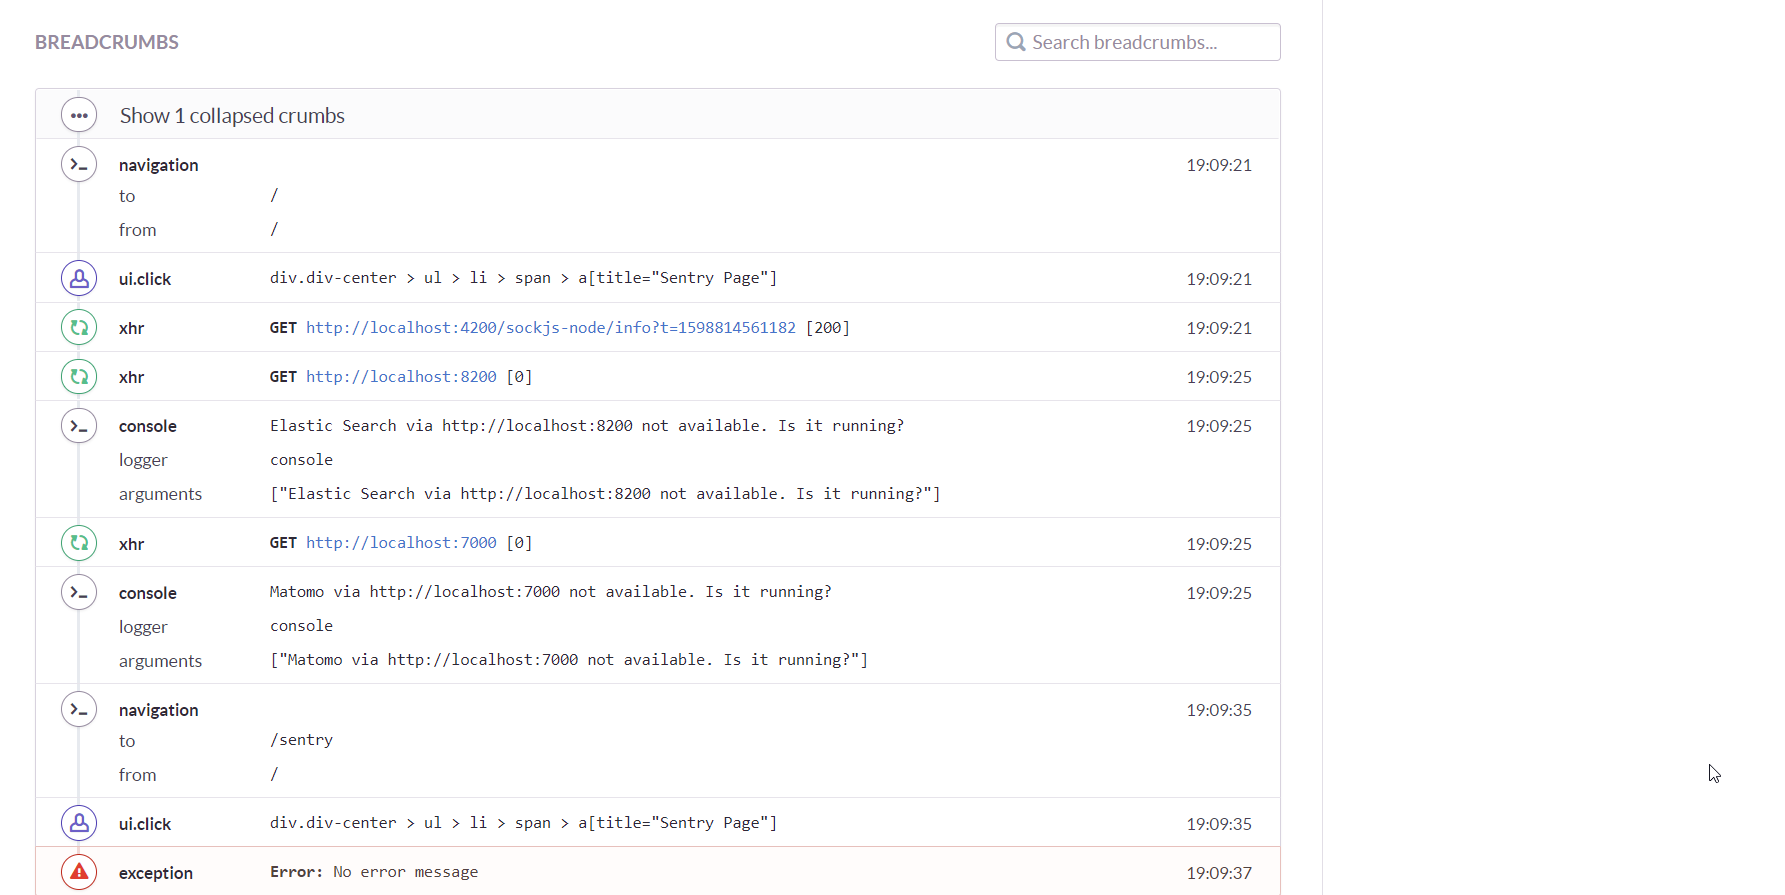 BREADCRUMBS
Search breadcrumbs...
Show 1 collapsed crumbs
navigation 19:09:21
to /
from /
ui.click div.div-center > ul > li > span > a[title="Sentry Page"] 19:09:21
xhr GET http://localhost:4200/sockjs-node/info?t=1598814561182 [200] 19:09:21
xhr GET http://localhost:8200 [0] 19:09:25
console Elastic Search via http://localhost:8200 not available. Is it running? 19:09:25
logger console
arguments ["Elastic Search via http://localhost:8200 not available. Is it running?"]
xhr GET http://localhost:7000 [0] 19:09:25
console Matomo via http://localhost:7000 not available. Is it running? 19:09:25
logger console
arguments ["Matomo via http://localhost:7000 not available. Is it running?"]
navigation 19:09:35
to /sentry
from /
ui.click div.div-center > ul > li > span > a[title="Sentry Page"] 19:09:35
exception Error: No error message 19:09:37